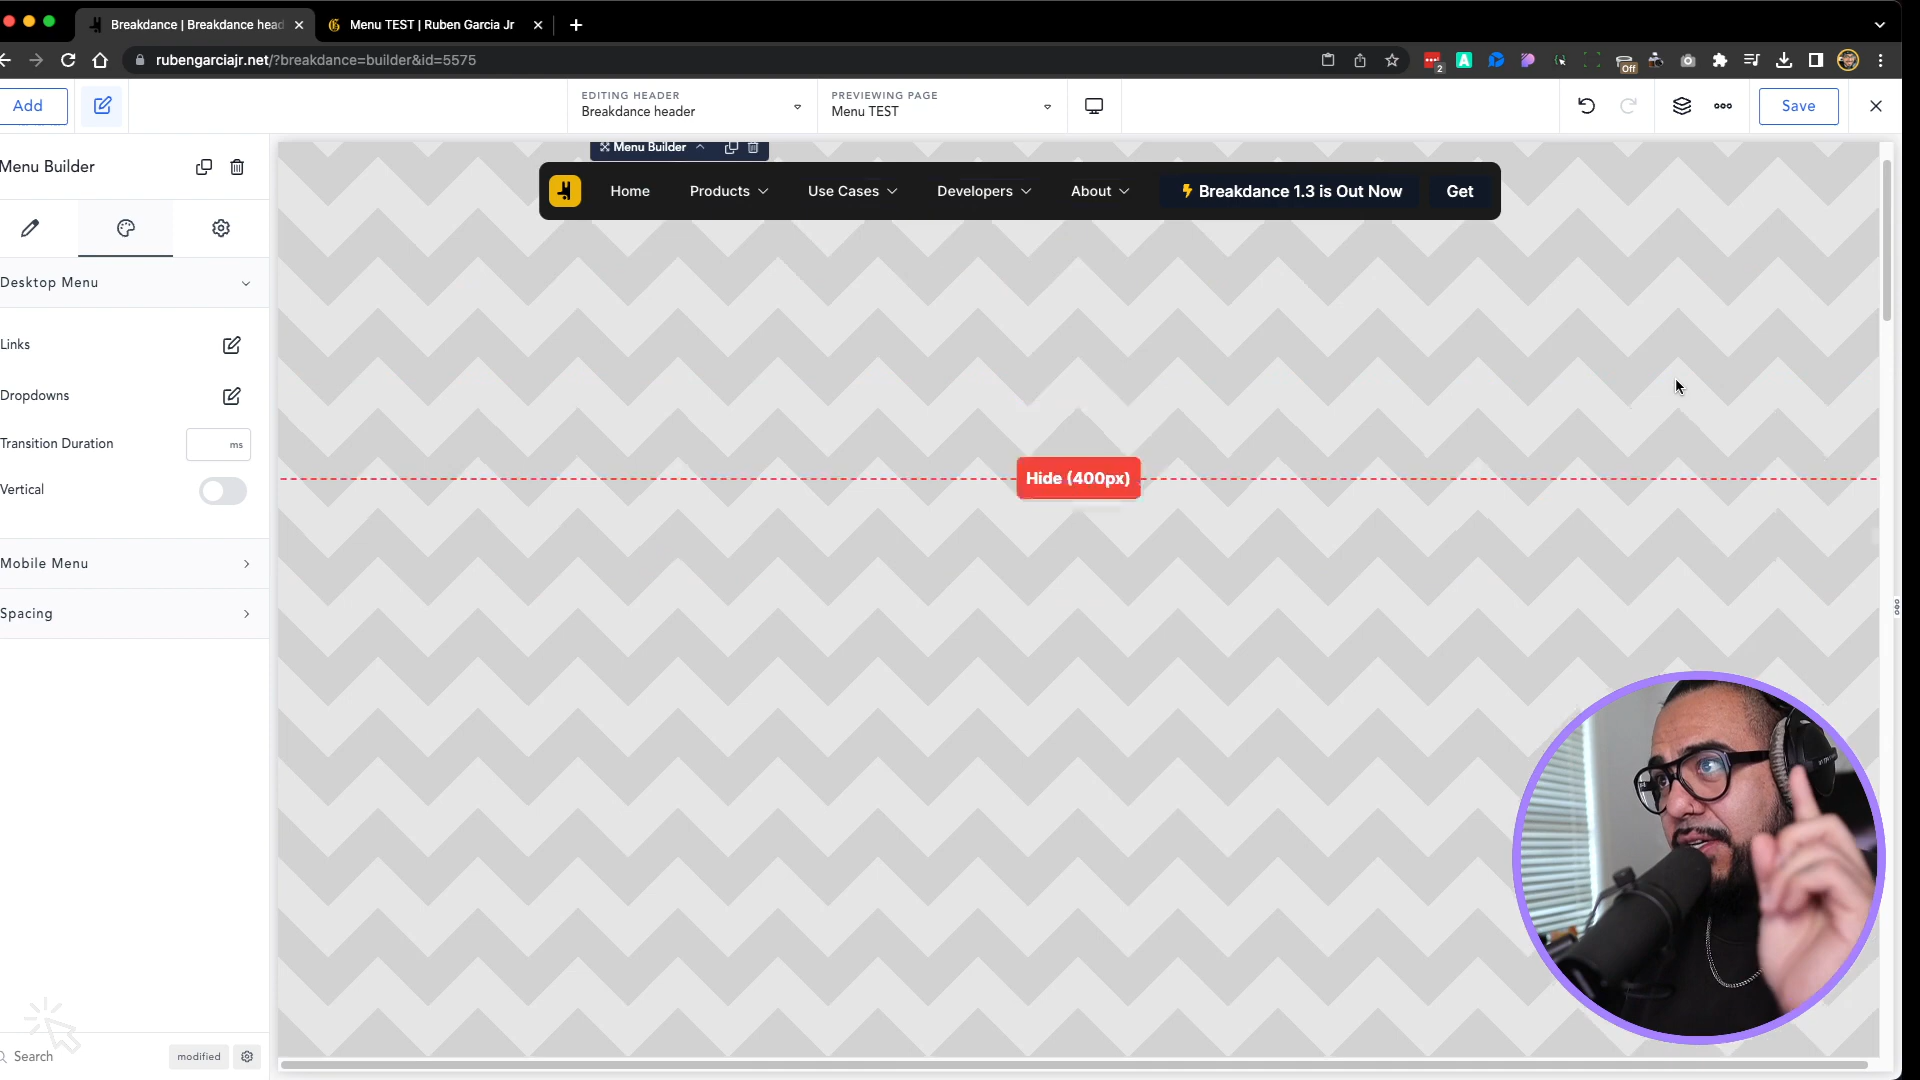 Breakdance | Breakdance head
Menu TEST | Ruben Garcia Jr
rubengarciajr.net/?breakdance=builder&id=5575
2
A
Off
Add
EDITING HEADER
Breakdance header
PREVIEWING PAGE
Menu TEST
Save
Menu Builder
Menu Builder
Home
Products
Use Cases
Developers
About
Breakdance 1.3 is Out Now
Get
Desktop Menu
Links
Dropdowns
Transition Duration
ms
Vertical
Hide (400px)
Mobile Menu
Spacing
Search
modified